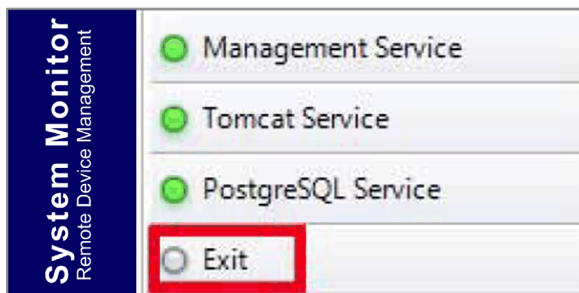 System Monitor
Remote Device Management
Management Service
Tomcat Service
PostgreSQL Service
Exit